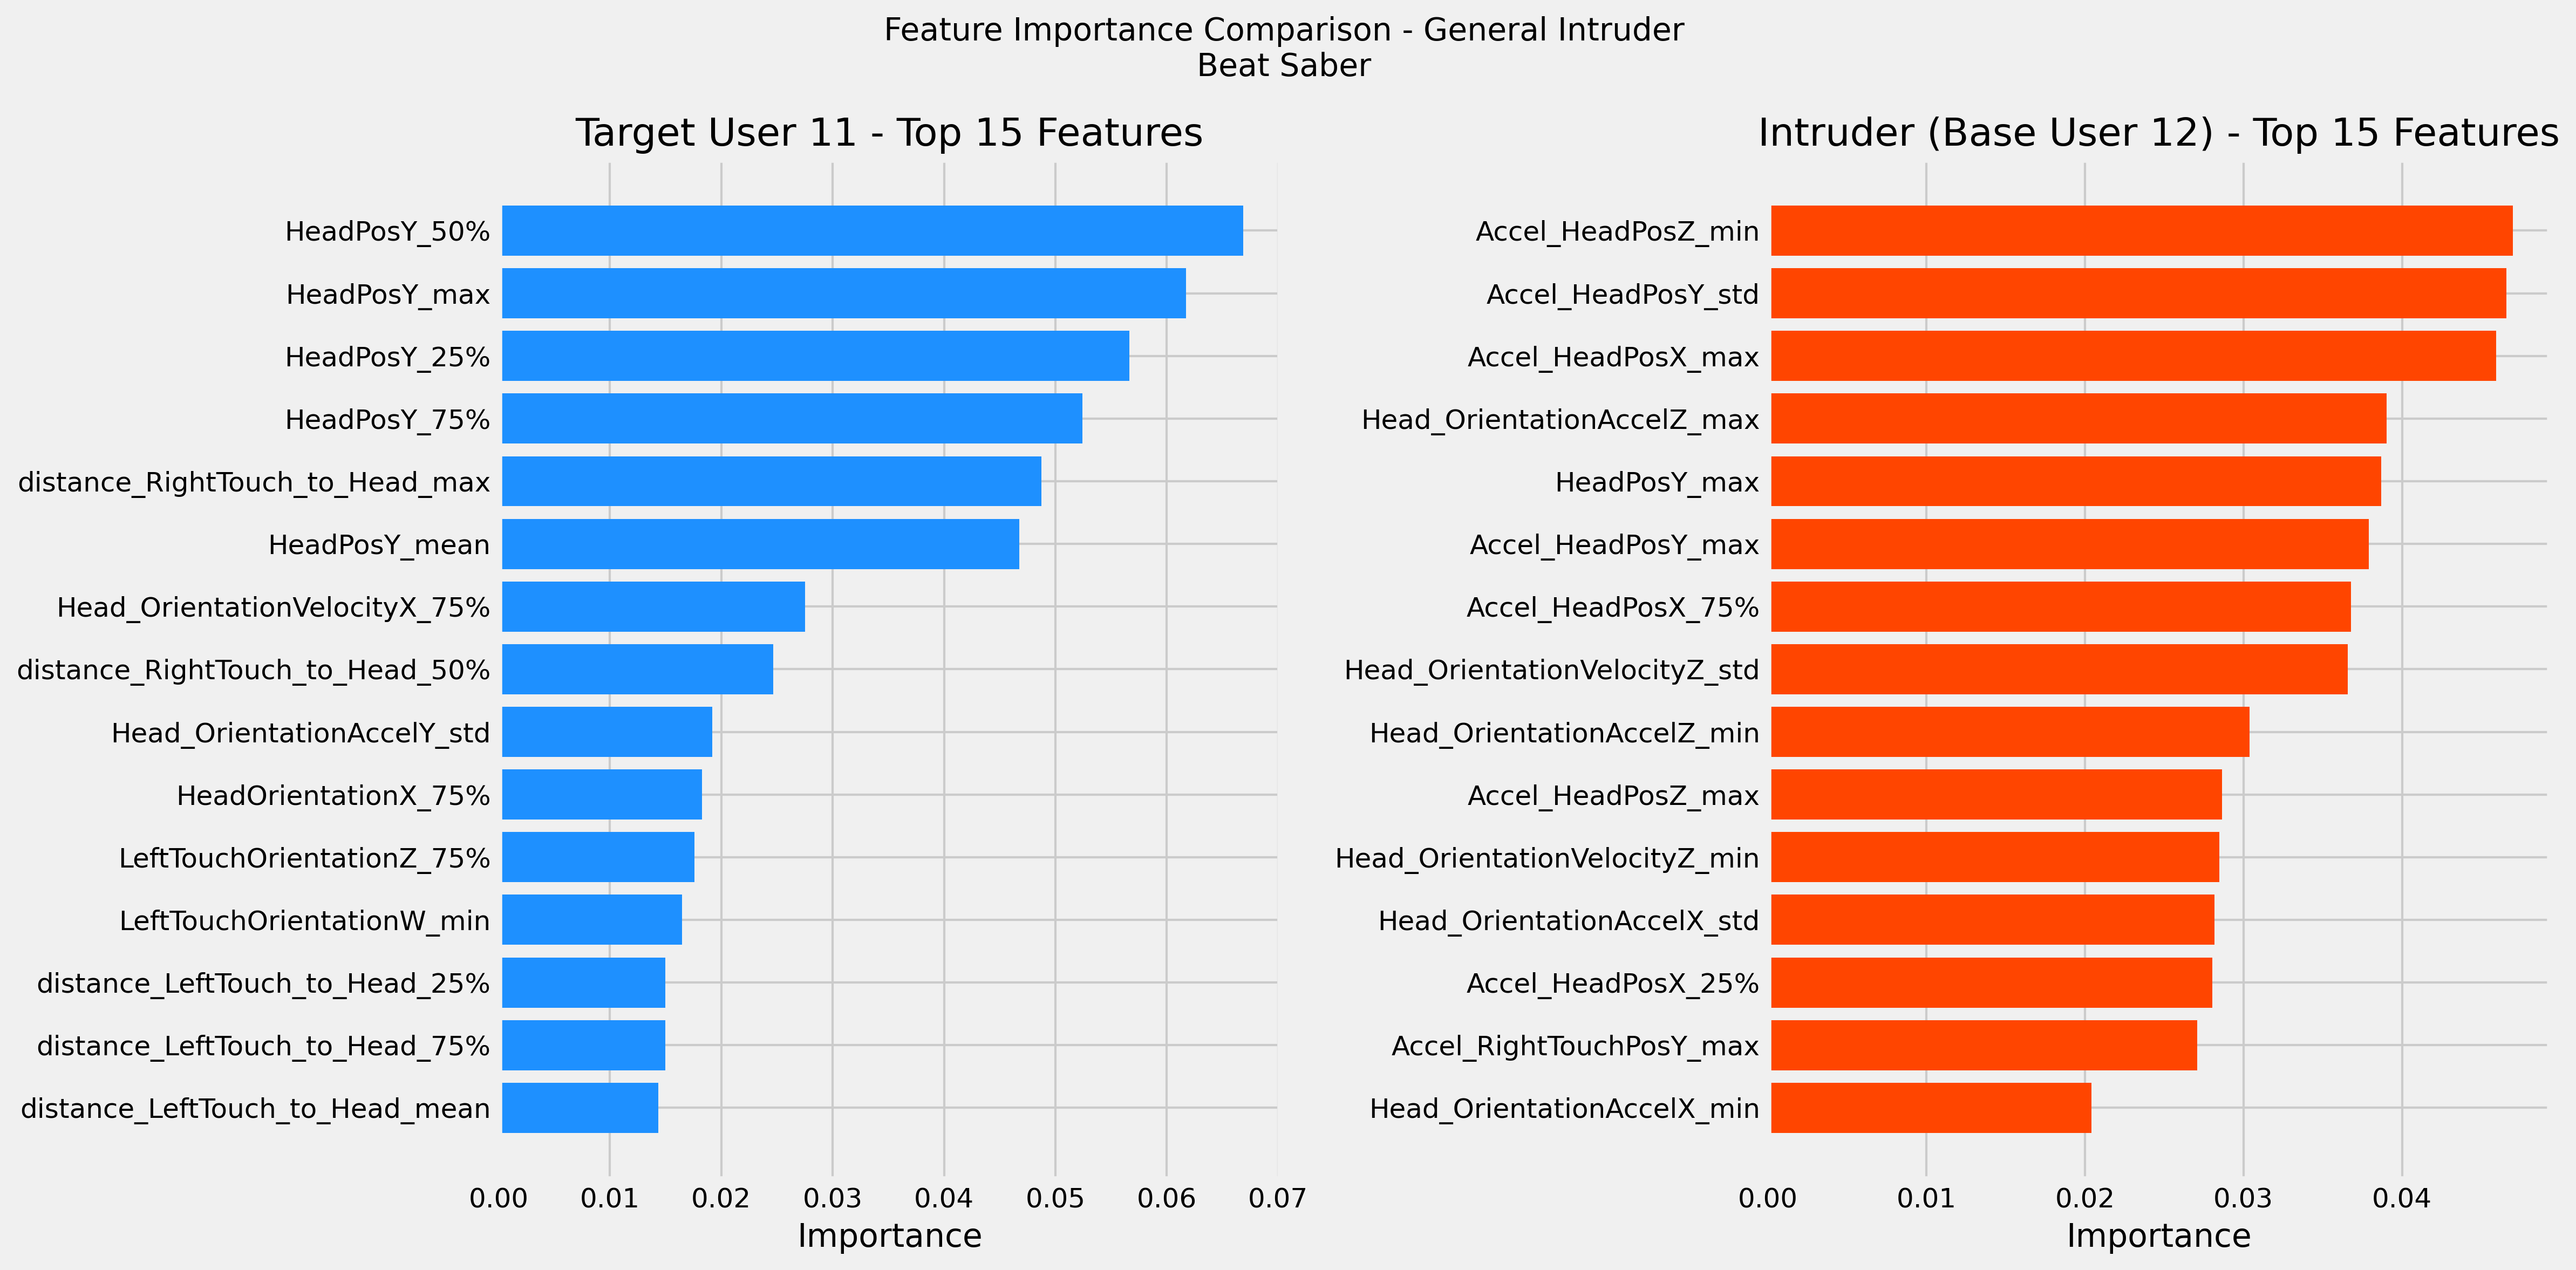 Feature Importance Comparison - General Intruder
Beat Saber
Target User 11 - Top 15 Features
HeadPosY_50%
HeadPosY_max
HeadPosY_25%
HeadPosY_75%
distance_RightTouch_to_Head_max
HeadPosY_mean
Head_OrientationVelocityX_75%
distance_RightTouch_to_Head_50%
Head_OrientationAccelY_std
HeadOrientationX_75%
LeftTouchOrientationZ_75%
LeftTouchOrientationW_min
distance_LeftTouch_to_Head_25%
distance_LeftTouch_to_Head_75%
distance_LeftTouch_to_Head_mean
0.00 0.01 0.02 0.03 0.04 0.05 0.06 0.07
Importance
Intruder (Base User 12) - Top 15 Features
Accel_HeadPosZ_min
Accel_HeadPosY_std
Accel_HeadPosX_max
Head_OrientationAccelZ_max
HeadPosY_max
Accel_HeadPosY_max
Accel_HeadPosX_75%
Head_OrientationVelocityZ_std
Head_OrientationAccelZ_min
Accel_HeadPosZ_max
Head_OrientationVelocityZ_min
Head_OrientationAccelX_std
Accel_HeadPosX_25%
Accel_RightTouchPosY_max
Head_OrientationAccelX_min
0.00 0.01 0.02 0.03 0.04
Importance